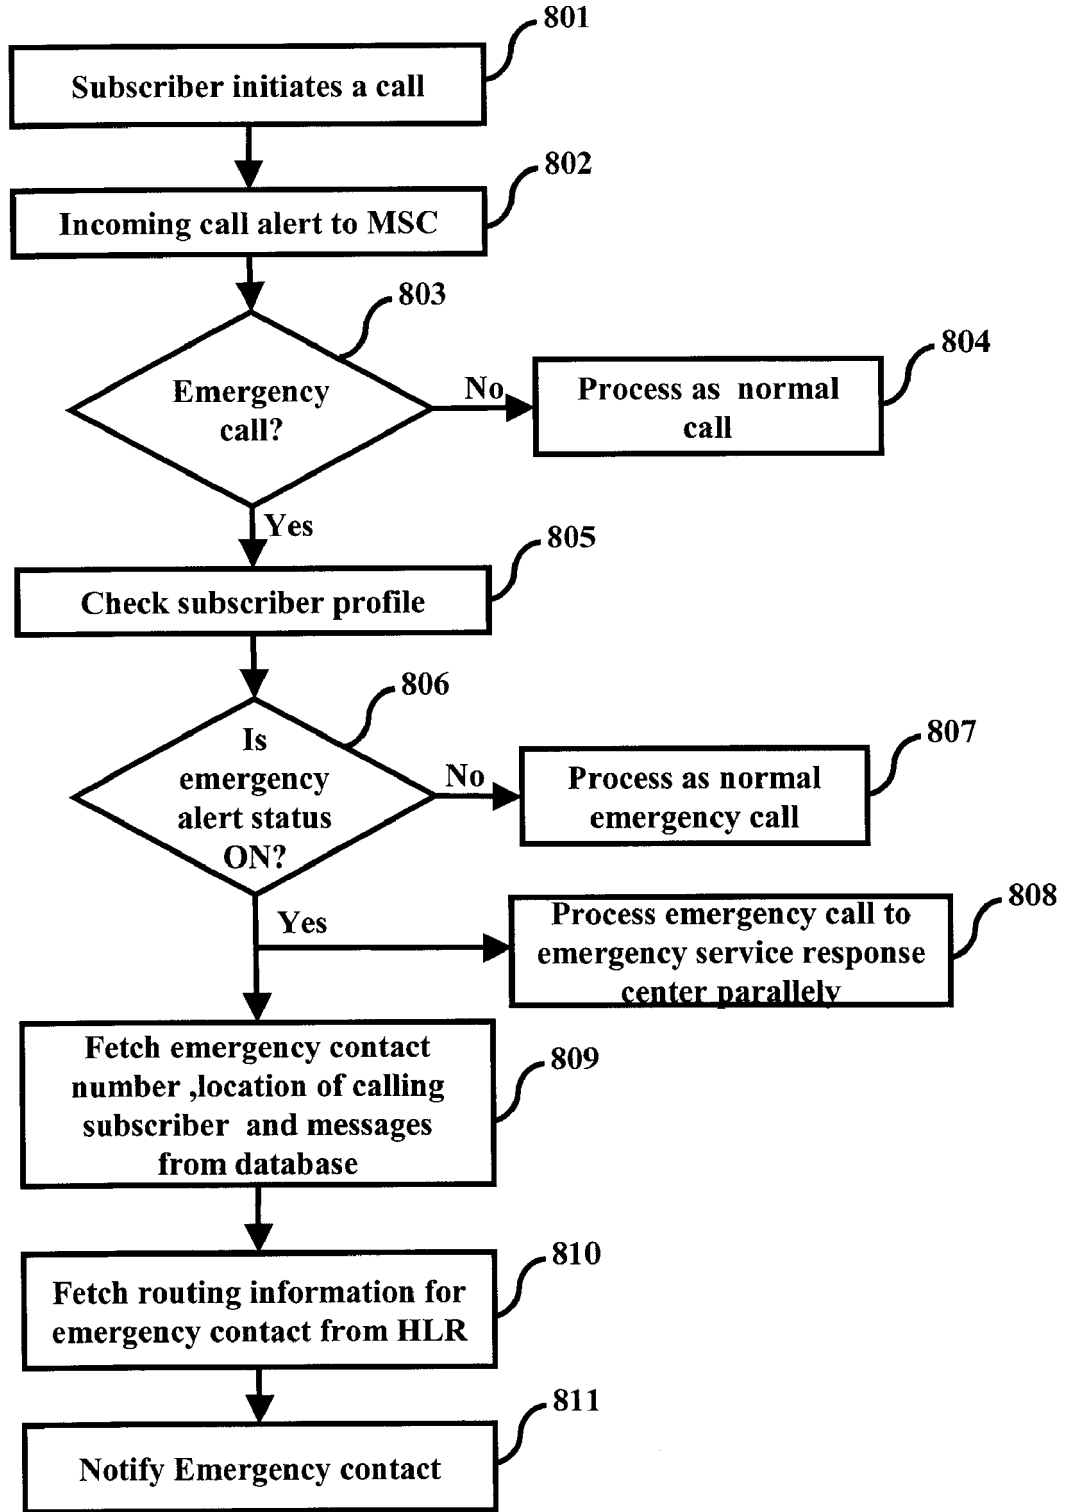 801
Subscriber initiates a call
802
Incoming call alert to MSC
803
Emergency
call?
No
804
Process as normal
call
Yes
805
Check subscriber profile
806
Is
emergency
alert status
ON?
No
807
Process as normal
emergency call
Yes
808
Process emergency call to
emergency service response
center parallely
809
Fetch emergency contact
number ,location of calling
subscriber and messages
from database
810
Fetch routing information for
emergency contact from HLR
811
Notify Emergency contact